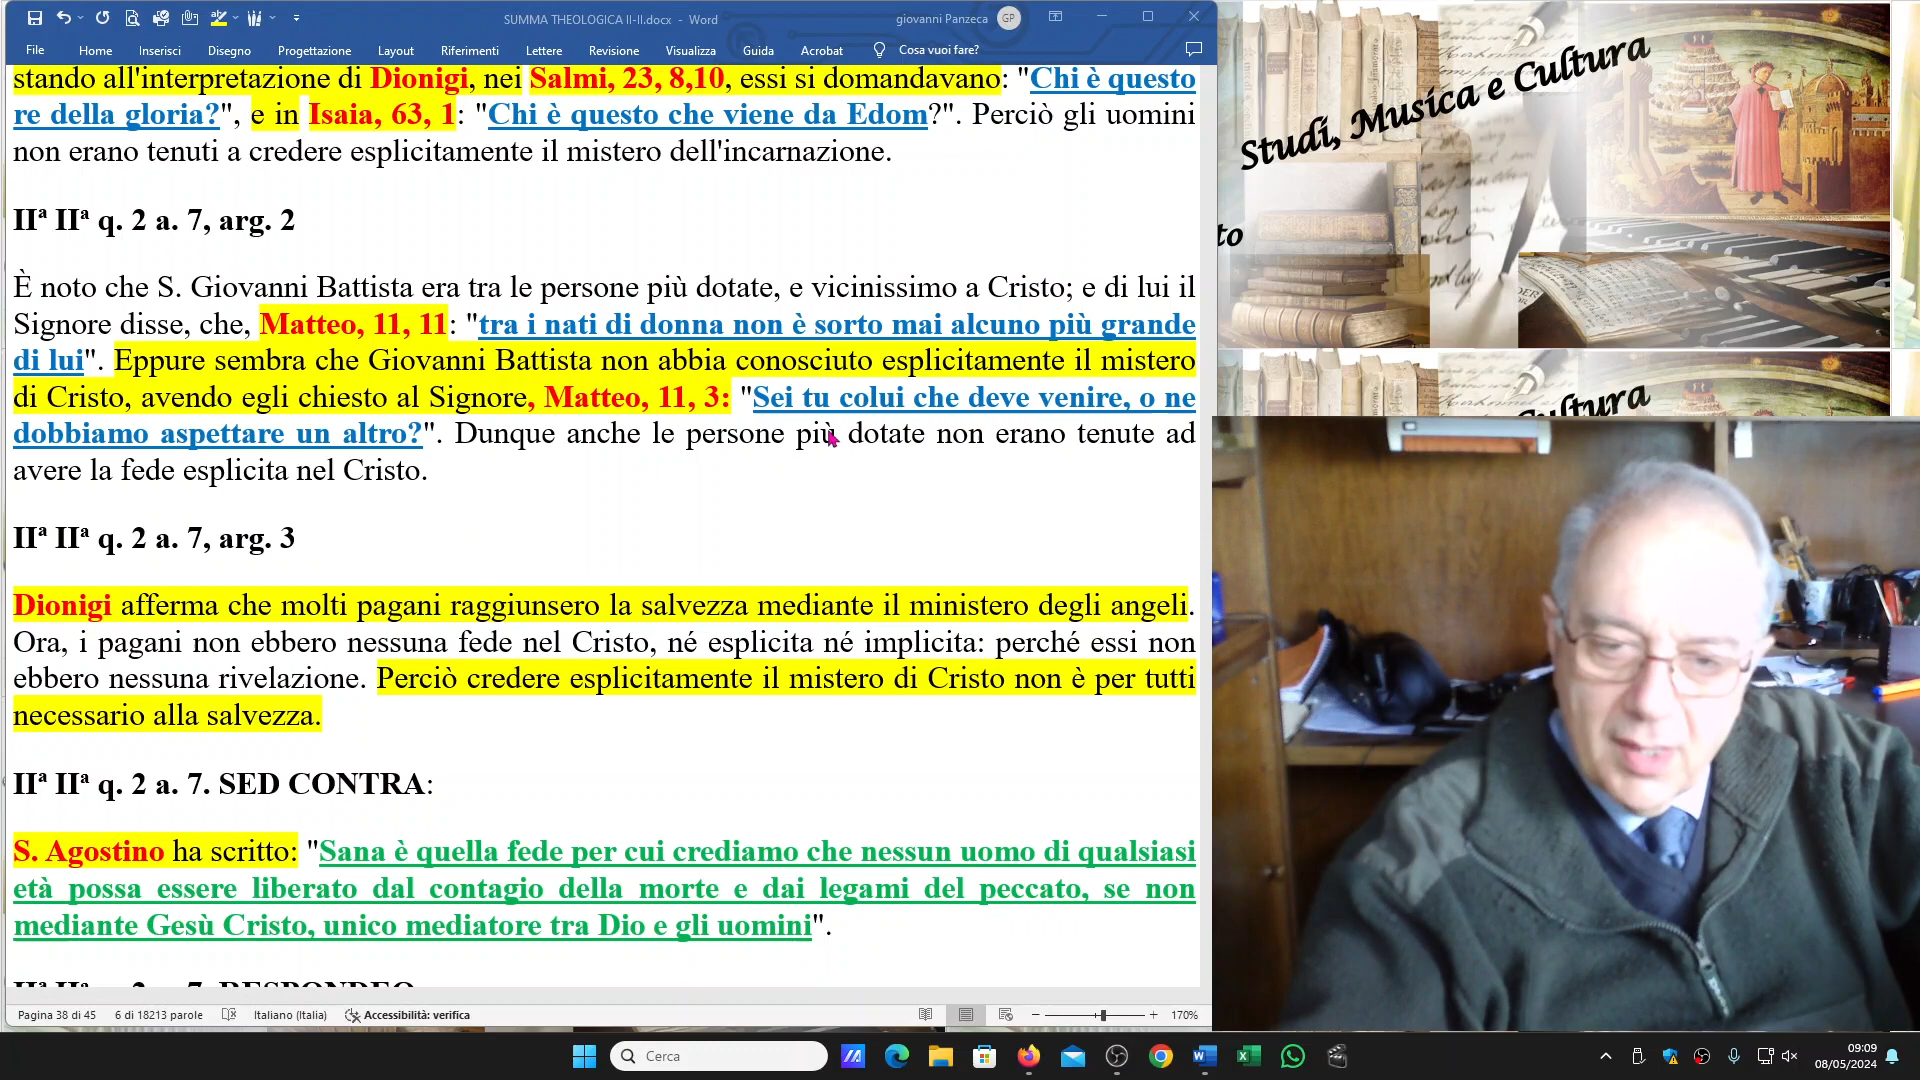 SUMMA THEOLOGICA II-II.docx - Word
giovanni Panzeca GP
File Home Inserisci Disegno Progettazione Layout Riferimenti Lettere Revisione Visualizza Guida Acrobat Cosa vuoi fare?
stando all'interpretazione di Dionigi, nei Salmi, 23, 8,10, essi si domandavano: "Chi è questo
re della gloria?", e in Isaia, 63, 1: "Chi è questo che viene da Edom?". Perciò gli uomini
non erano tenuti a credere esplicitamente il mistero dell'incarnazione.
IIª IIª q. 2 a. 7, arg. 2
È noto che S. Giovanni Battista era tra le persone più dotate, e vicinissimo a Cristo; e di lui il
Signore disse, che, Matteo, 11, 11: "tra i nati di donna non è sorto mai alcuno più grande
di lui". Eppure sembra che Giovanni Battista non abbia conosciuto esplicitamente il mistero
di Cristo, avendo egli chiesto al Signore, Matteo, 11, 3: "Sei tu colui che deve venire, o ne
dobbiamo aspettare un altro?". Dunque anche le persone più dotate non erano tenute ad
avere la fede esplicita nel Cristo.
IIª IIª q. 2 a. 7, arg. 3
Dionigi afferma che molti pagani raggiunsero la salvezza mediante il ministero degli angeli.
Ora, i pagani non ebbero nessuna fede nel Cristo, né esplicita né implicita: perché essi non
ebbero nessuna rivelazione. Perciò credere esplicitamente il mistero di Cristo non è per tutti
necessario alla salvezza.
IIª IIª q. 2 a. 7. SED CONTRA:
S. Agostino ha scritto: "Sana è quella fede per cui crediamo che nessun uomo di qualsiasi
età possa essere liberato dal contagio della morte e dai legami del peccato, se non
mediante Gesù Cristo, unico mediatore tra Dio e gli uomini".
IIª IIª q. 2 a. 7. RESPONDEO
Pagina 38 di 45 6 di 18213 parole Italiano (Italia) Accessibilità: verifica 170%
Studi, Musica e Cultura
to
Cultura
Cerca
09:09
08/05/2024